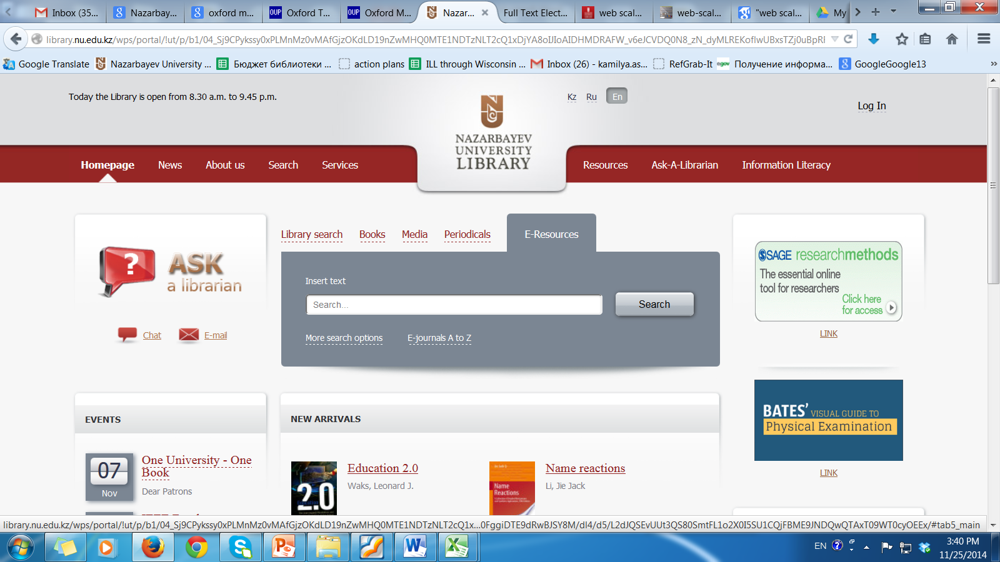 Inbox (35...
Nazarbay...
oxford m...
OUP
Oxford T...
OUP
Oxford M...
Nazar...
Full Text Elect...
web scal...
web-scal...
"web scal...
My
library.nu.edu.kz/wps/portal/!ut/p/b1/04_Sj9CPykssy0xPLMnMz0vMAfGjzOKdLD19nZwMHQ0MTE1NDTzNLT2cQ1xDjYA8oIJIoAIDHMDRAFW_v6eJCVDQ0N8_zN_dyMLREKoflwUBxsTZj0uBpRF
Google Translate
Nazarbayev University ...
Бюджет библиотеки ...
action plans
ILL through Wisconsin ...
Inbox (26) - kamilya.as...
RefGrab-It
egov
Получение информа...
GoogleGoogle13
Today the Library is open from 8.30 a.m. to 9.45 p.m.
Kz Ru En
Log In
NAZARBAYEV
UNIVERSITY
LIBRARY
Homepage News About us Search Services
Resources Ask-A-Librarian Information Literacy
?
ASK
a librarian
Chat E-mail
Library search Books Media Periodicals E-Resources
Insert text
Search...
Search
More search options E-journals A to Z
SAGE researchmethods
The essential online
tool for researchers
Click here
for access
LINK
BATES' VISUAL GUIDE TO
Physical Examination
LINK
EVENTS
07
Nov
One University - One
Book
Dear Patrons
NEW ARRIVALS
2.0
Education 2.0
Waks, Leonard J.
Name
Reactions
Name reactions
Li, Jie Jack
library.nu.edu.kz/wps/portal/!ut/p/b1/04_Sj9CPykssy0xPLMnMz0vMAfGjzOKdLD19nZwMHQ0MTE1NDTzNLT2cQ1x...0FggiDTE9dRwBJSY8M/dl4/d5/L2dJQSEvUUt3QS80SmtFL1o2X0I5SU1CQjFBME9JNDQwQTAxT09WT0cyOEEx/#tab5_main
EN
3:40 PM
11/25/2014